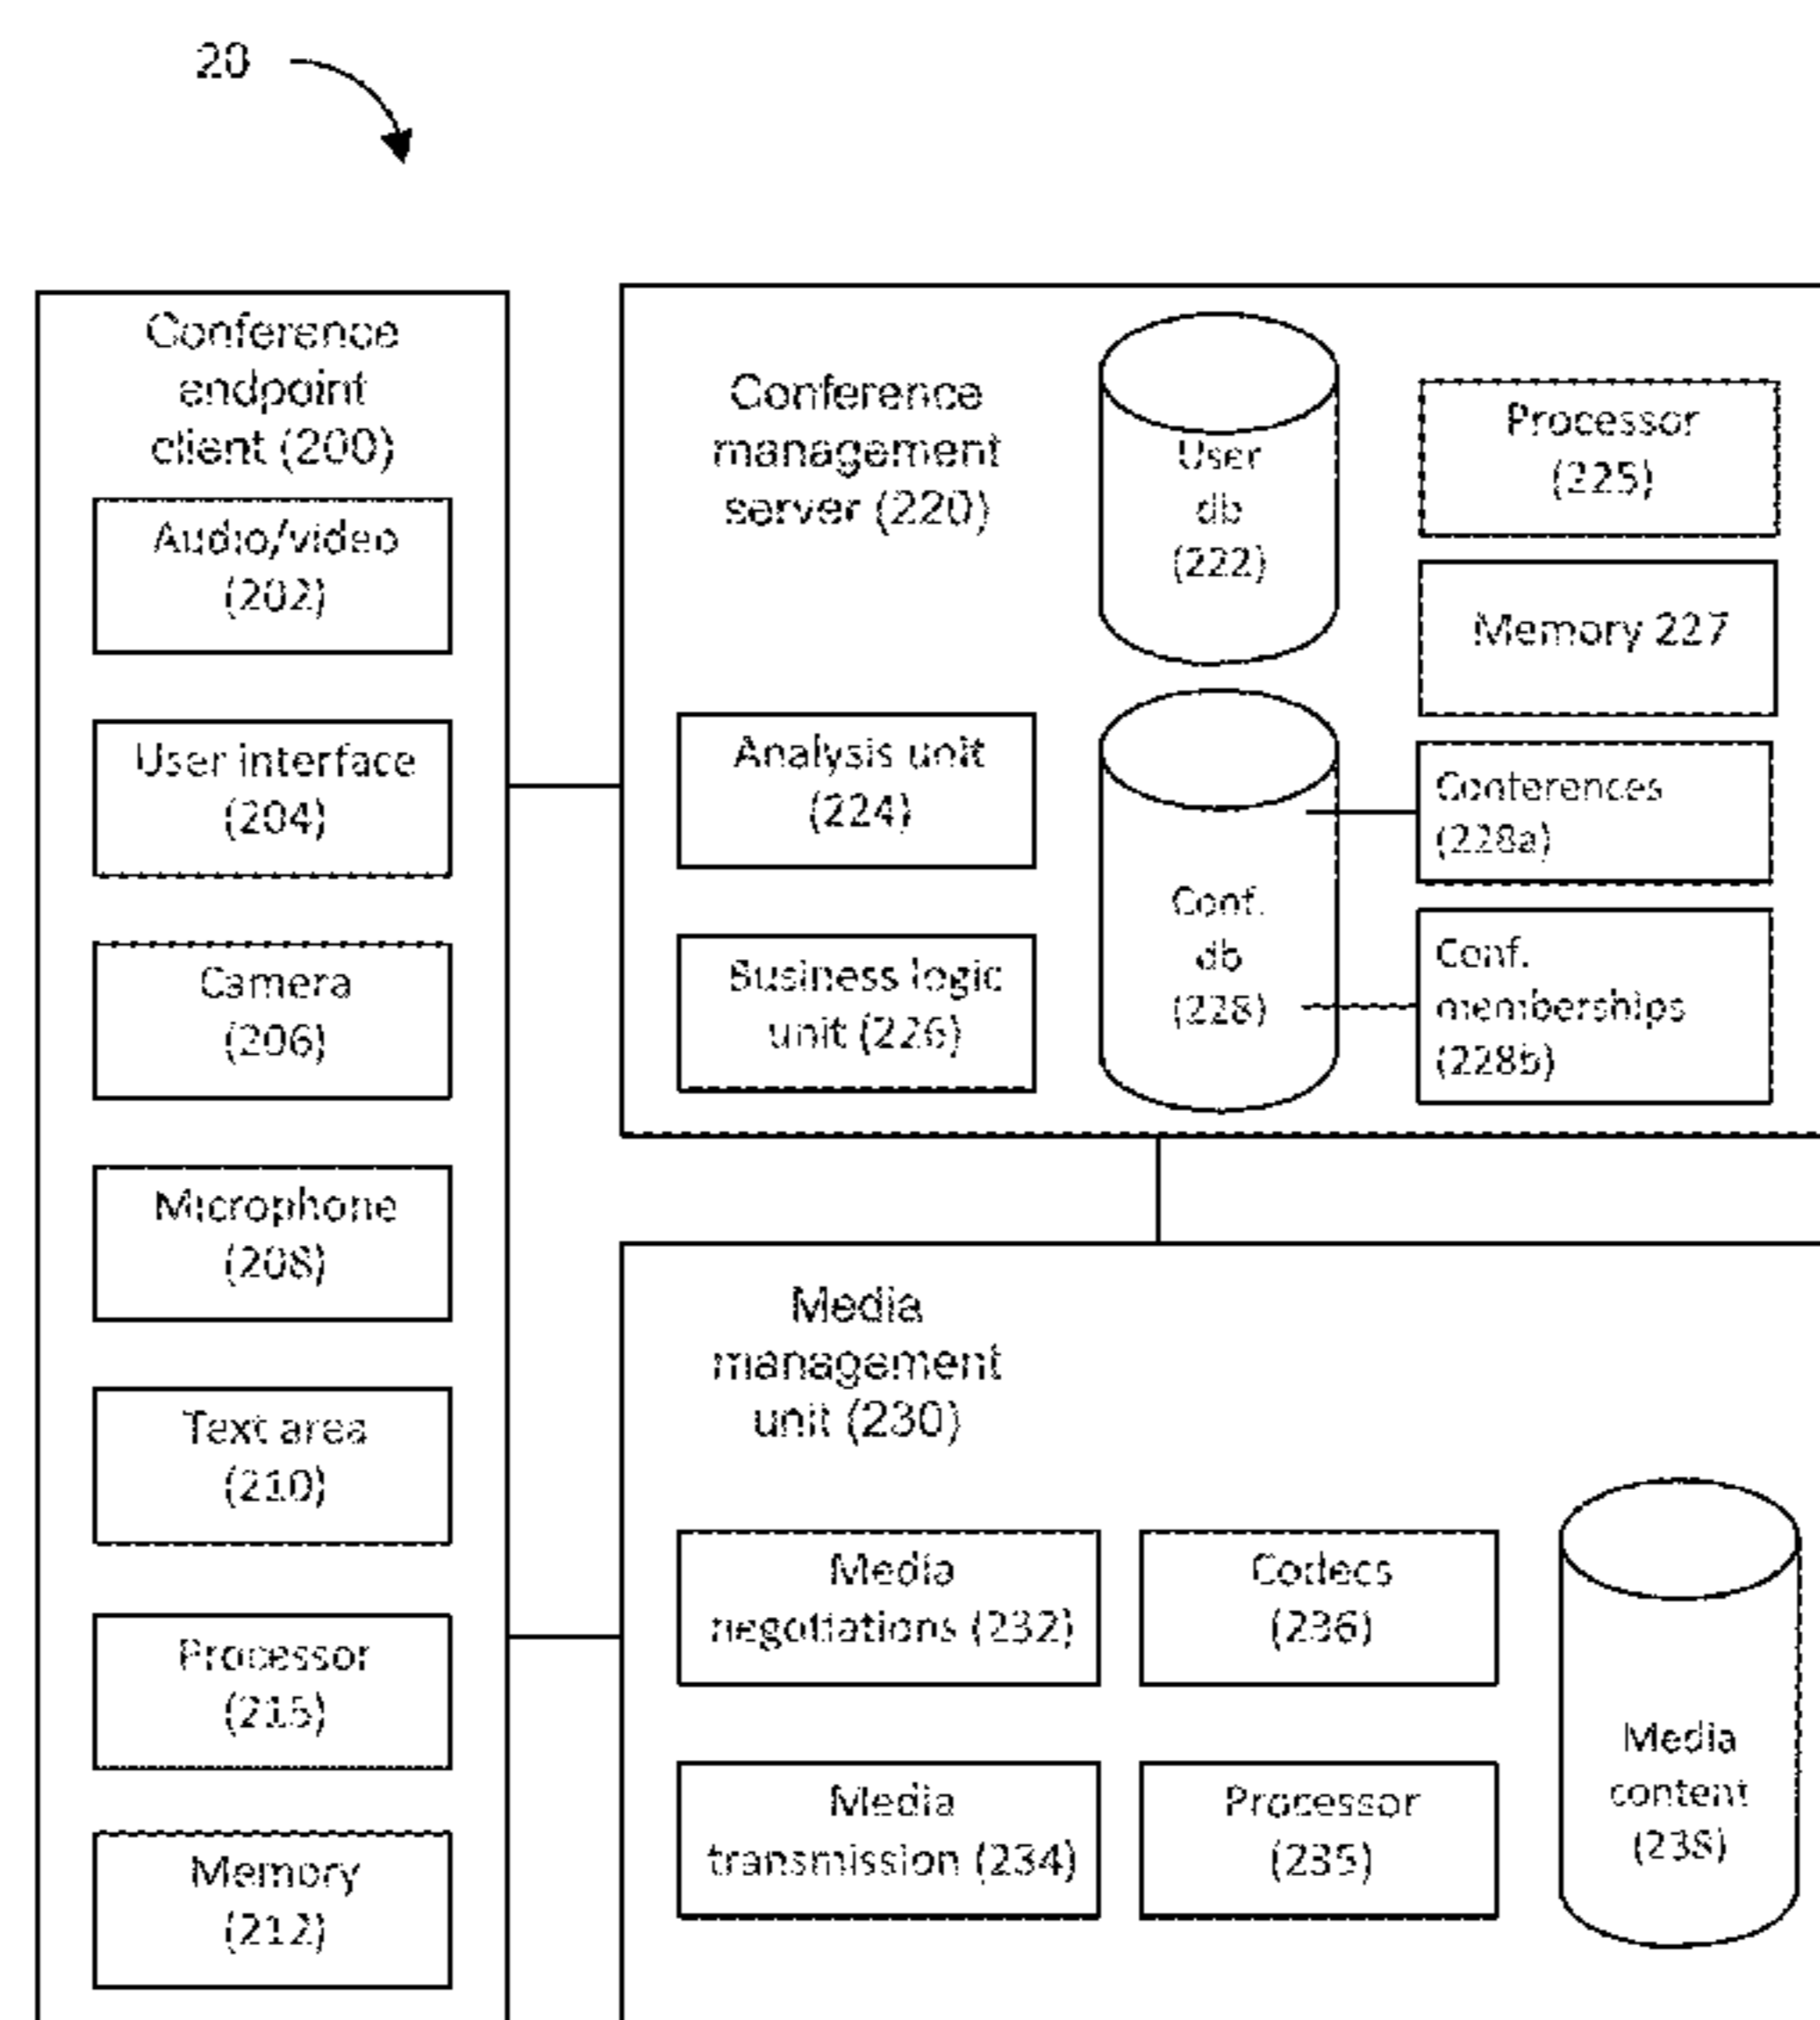 20
Conference
endpoint
client (200)
Audio/video
(202)
User interface
(204)
Camera
(206)
Microphone
(208)
Text area
(210)
Processor
(215)
Memory
(212)
Conference
management
server (220)
User
db
(222)
Processor
(225)
Memory 227
Analysis unit
(224)
Business logic
unit (226)
Conf.
db
(228)
Conferences
(228a)
Conf.
memberships
(228b)
Media
management
unit (230)
Media
negotiations (232)
Codecs
(236)
Media
transmission (234)
Processor
(235)
Media
content
(238)